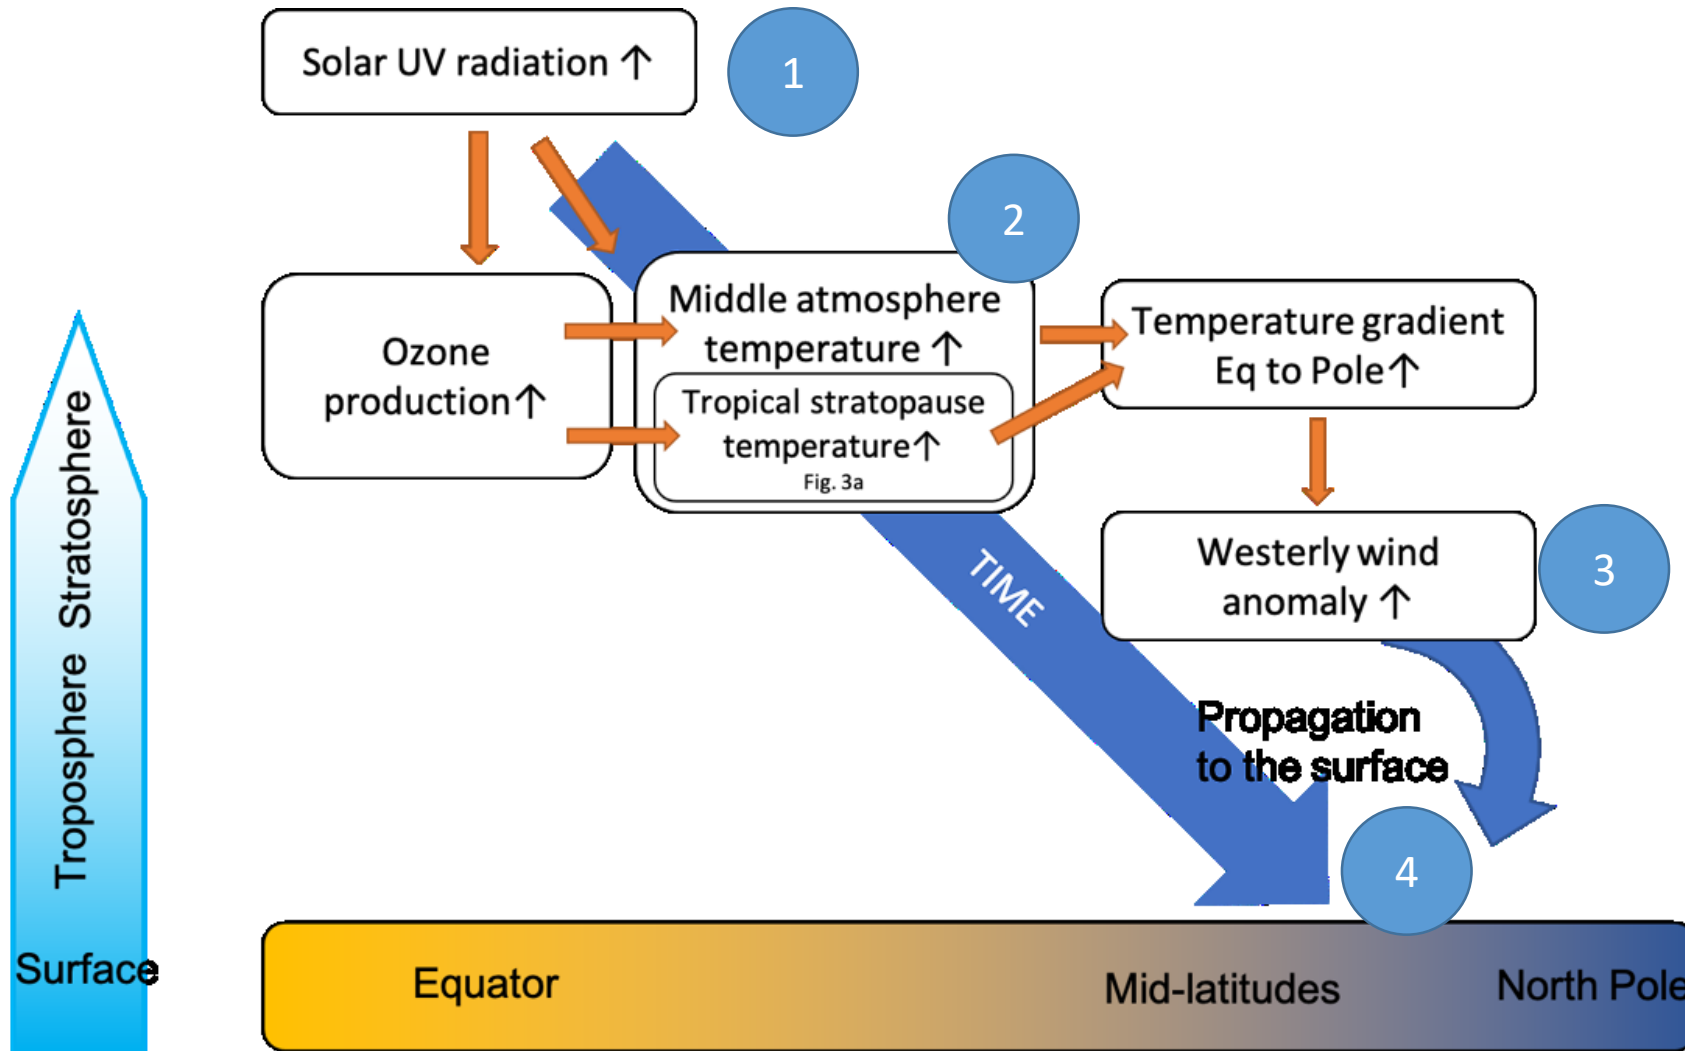 Solar UV radiation ↑
1
2
Ozone
production↑
Middle atmosphere
temperature ↑
Tropical stratopause
temperature↑
Fig. 3a
Temperature gradient
Eq to Pole↑
Westerly wind
anomaly ↑
3
TIME
Propagation
to the surface
4
Stratosphere
Troposphere
Surface
Equator
Mid-latitudes
North Pole